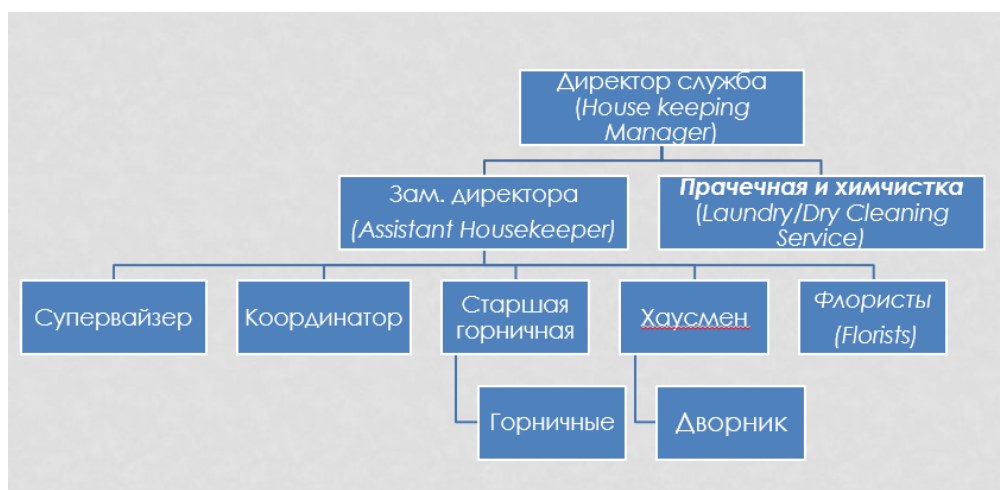 Директор служба
(House keeping
Manager)
Зам. директора
(Assistant Housekeeper)
Прачечная и химчистка
(Laundry/Dry Cleaning
Service)
Супервайзер
Координатор
Старшая
горничная
Хаусмен
Флористы
(Florists)
Горничные
Дворник